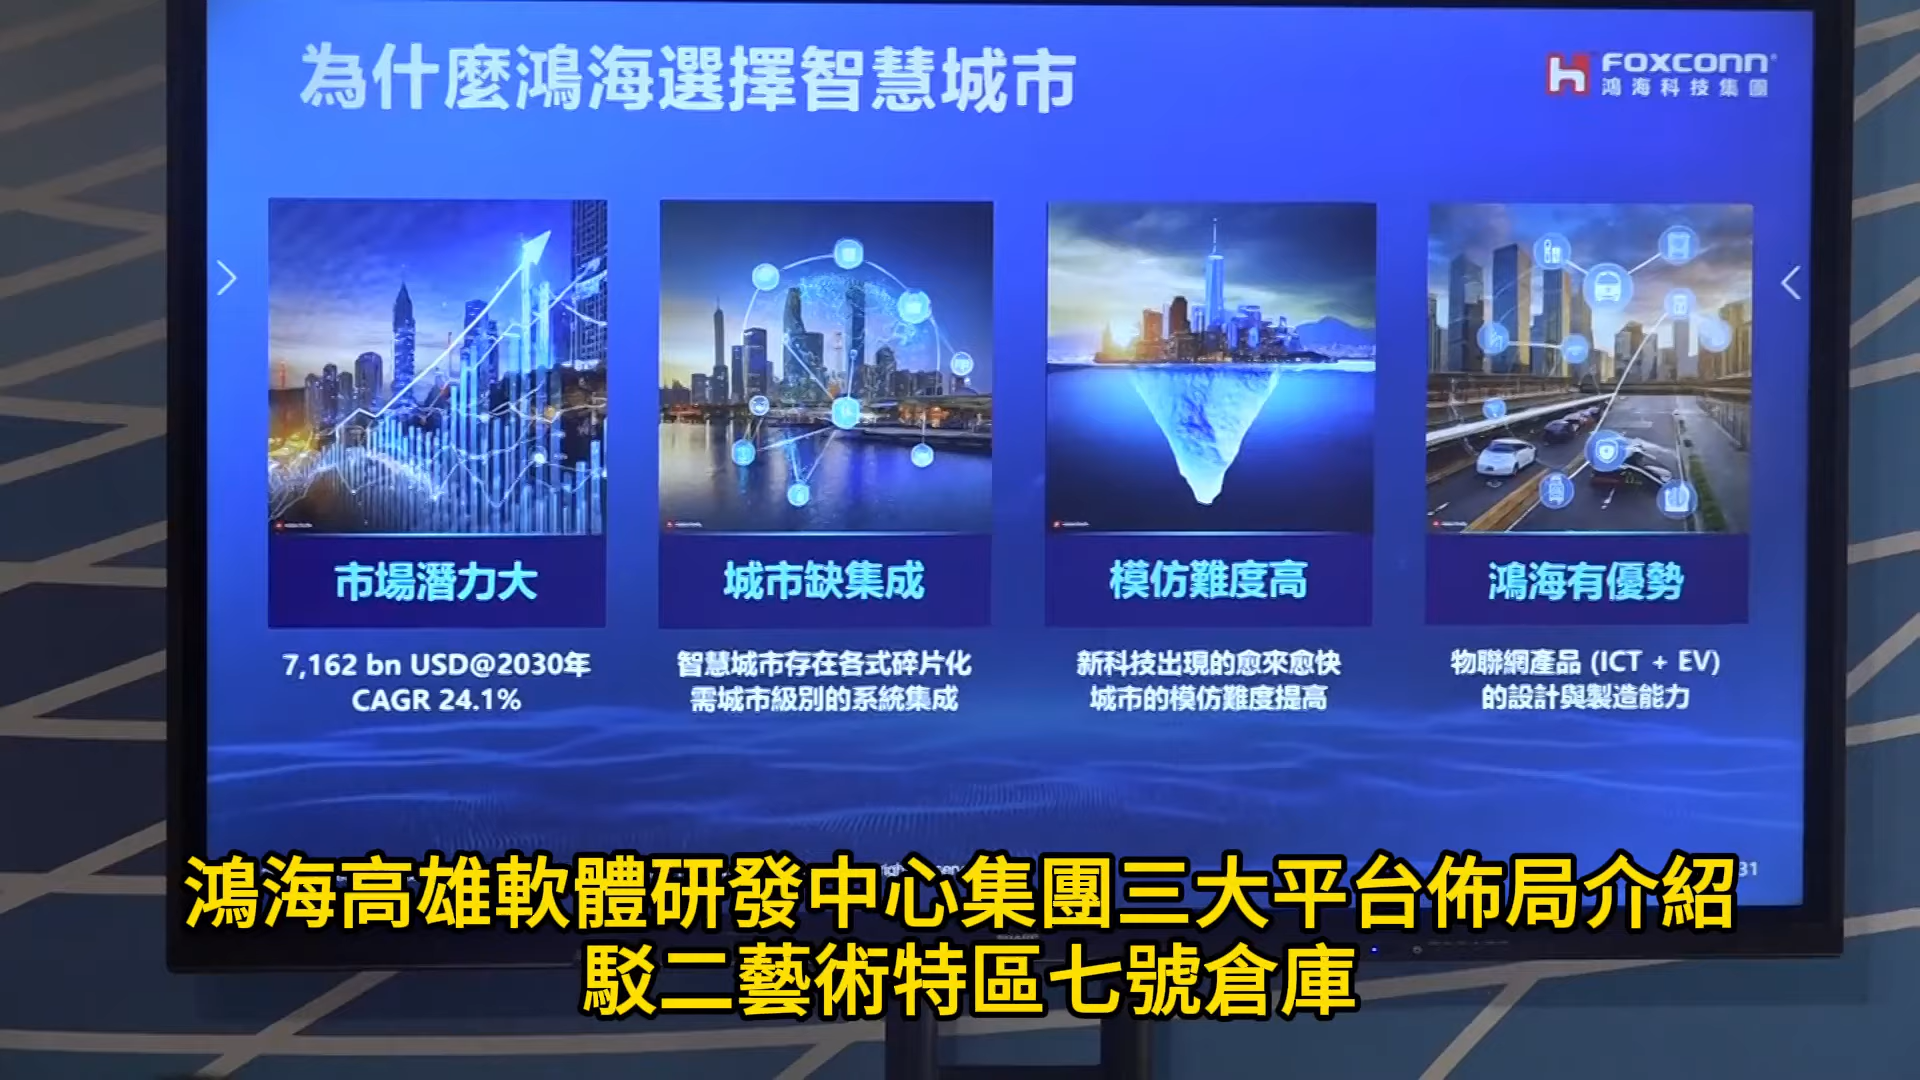 為什麼鴻海選擇智慧城市
FOXCONN®
鴻海科技集團
市場潛力大
7,162 bn USD@2030年
CAGR 24.1%
城市缺集成
智慧城市存在各式碎片化
需城市級別的系統集成
模仿難度高
新科技出現的愈來愈快
城市的模仿難度提高
鴻海有優勢
物聯網產品 (ICT + EV)
的設計與製造能力
31
鴻海高雄軟體研發中心集團三大平台佈局介紹
駁二藝術特區七號倉庫